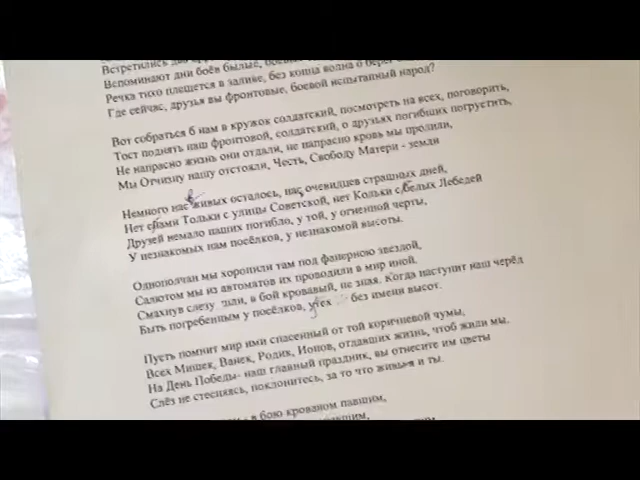 Встретились два
Вспоминают дни боёв былые,
Речка тихо плещется в заливе, без конца волна б берег
Где сейчас, друзья вы фронтовые, боевой испытанный народ?
Вот собраться б нам в кружок солдатский, посмотреть на всех, поговорить,
Тост поднять наш фронтовой, солдатский, о друзьях погибших погрустить,
Не напрасно жизнь они отдали, не напрасно кровь мы пролили,
Мы Отчизну нашу отстояли, Честь, Свободу Матери - земли
Немного нас живых осталось, нас очевидцев страшных дней,
Нет с нами Тольки с улицы Советской, нет Кольки с белых Лебедей
Друзей немало наших погибло, у той, у огненной черты,
У незнакомых нам посёлков, у незнакомой высоты.
Однополчан мы хоронили там под фанерною звездой,
Салютом мы из автоматов их проводили в мир иной.
Смахнув слезу шли, в бой кровавый, не зная. Когда наступит наш черёд
Быть погребенным у посёлков, у тех без имени высот.
Пусть помнит мир ими спасенный от той коричневой чумы,
Всех Мишек, Ванек, Родик, Ионов, отдавших жизнь, чтоб жили мы.
На День Победы- наш главный праздник, вы отнесите им цветы
Слёз не стесняясь, поклонитесь, за то что живы и ты.
в бою кровавом павшим,